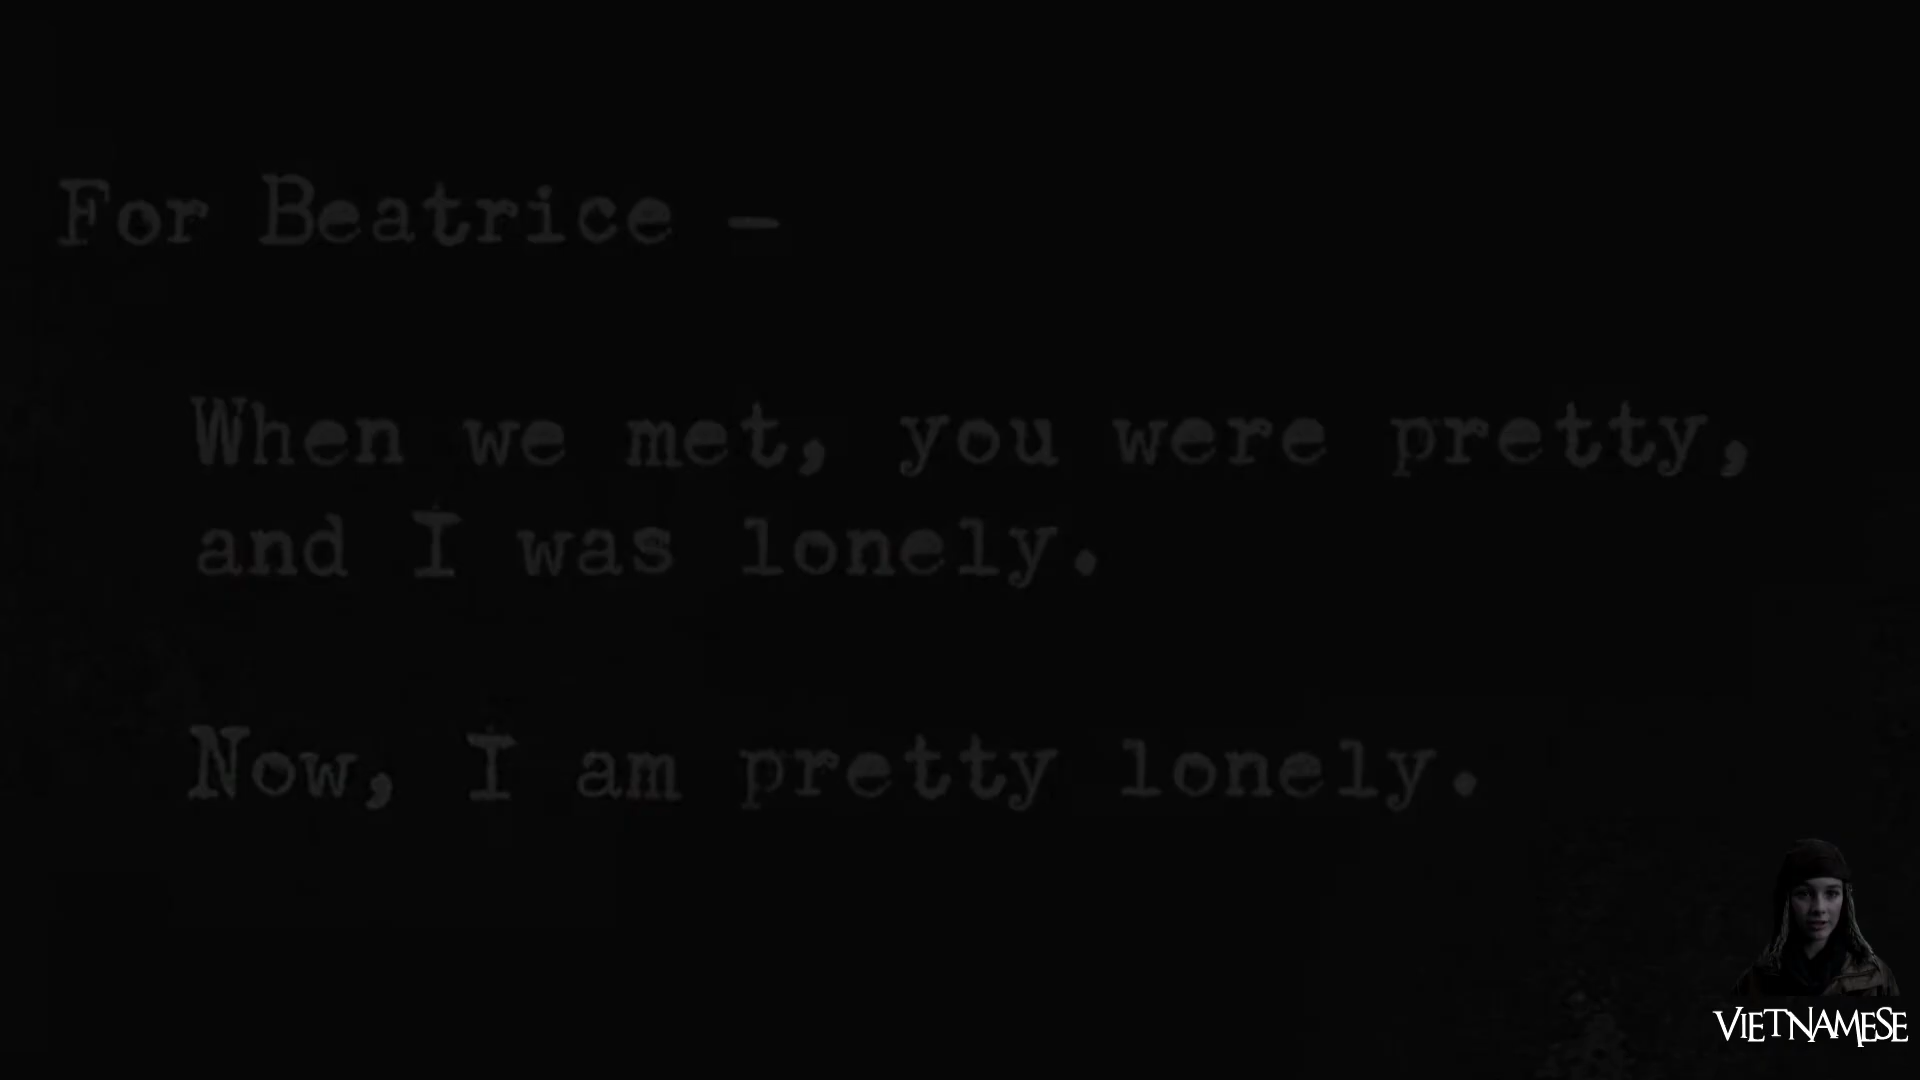 For Beatrice –
When we met, you were pretty,
and I was lonely.
Now, I am pretty lonely.
VIETNAMESE